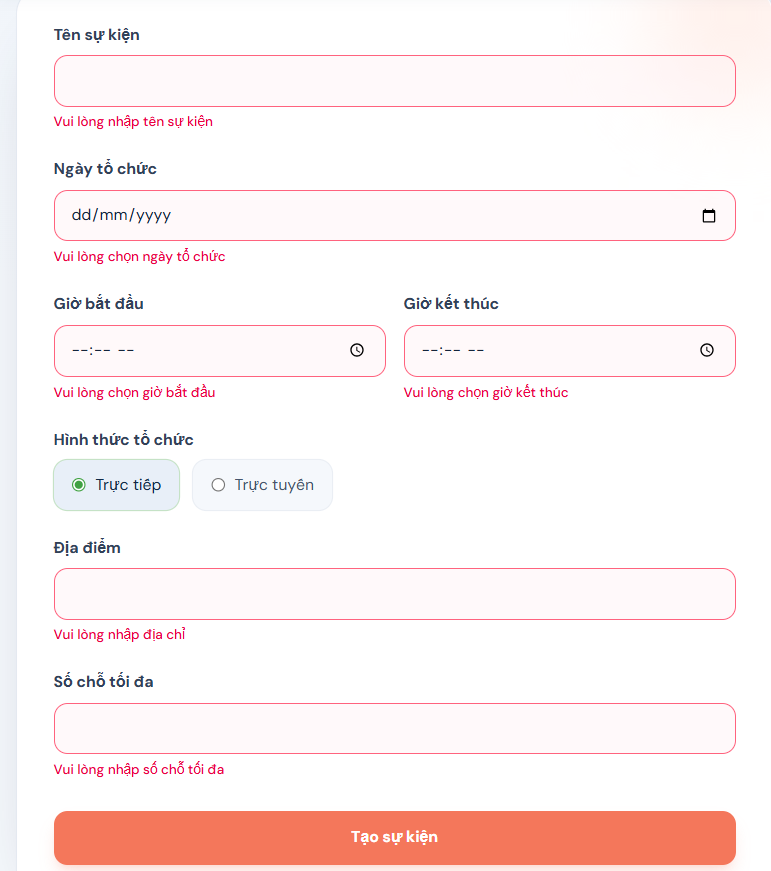 Tên sự kiện
Vui lòng nhập tên sự kiện
Ngày tổ chức
dd/mm/yyyy
Vui lòng chọn ngày tổ chức
Giờ bắt đầu
Giờ kết thúc
--:-- --
--:-- --
Vui lòng chọn giờ bắt đầu
Vui lòng chọn giờ kết thúc
Hình thức tổ chức
Trực tiếp
Trực tuyến
Địa điểm
Vui lòng nhập địa chỉ
Số chỗ tối đa
Vui lòng nhập số chỗ tối đa
Tạo sự kiện